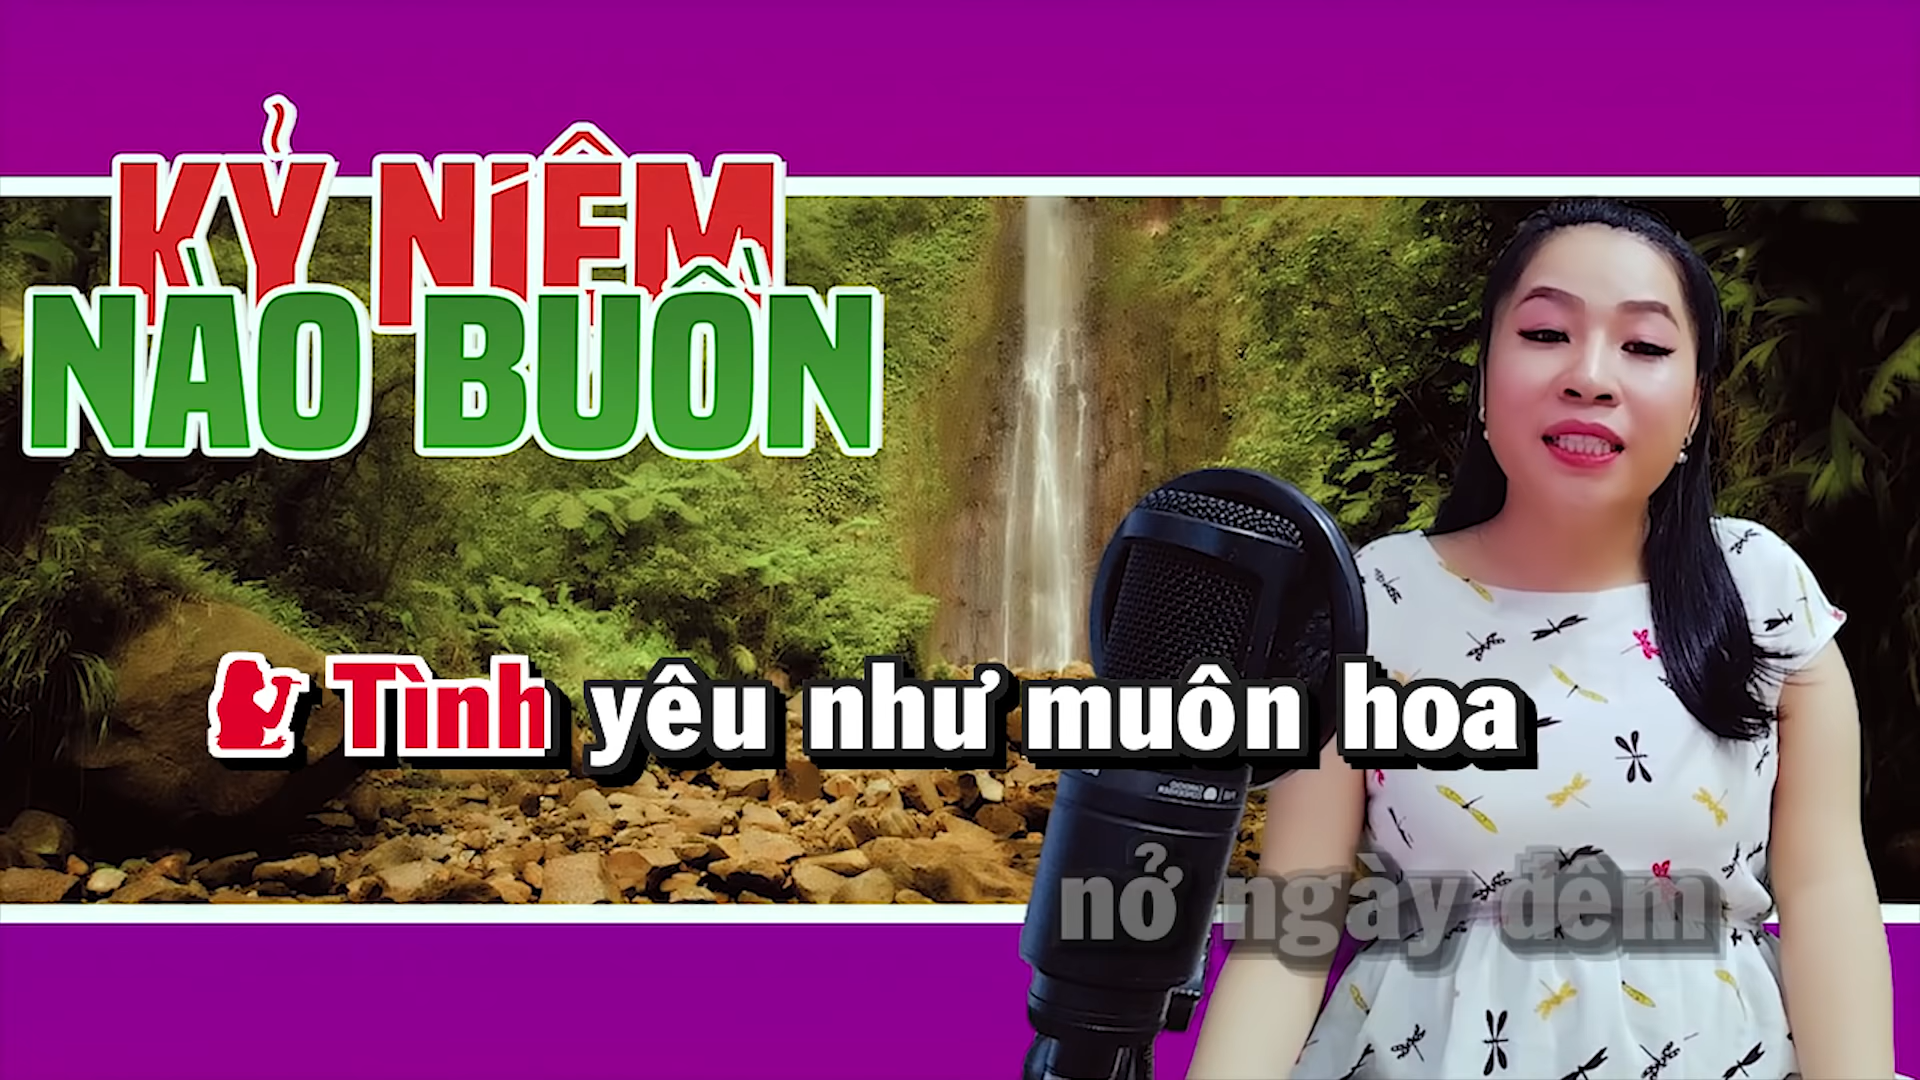 KỶ NIỆM
NÀO BUỒN
Tình yêu như muôn hoa
nở ngày đêm